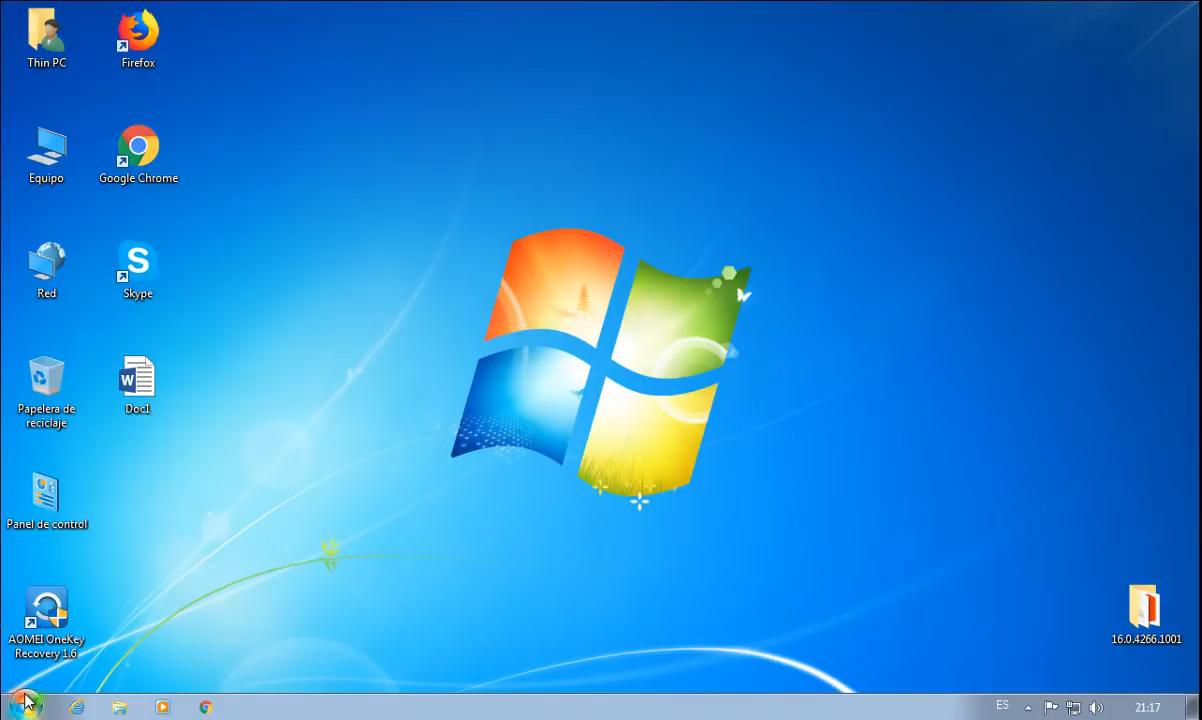 Thin PC
Firefox
Equipo
Google Chrome
Red
S
Skype
Papelera de
reciclaje
W
Doc1
Panel de control
AOMEI OneKey
Recovery 1.6
16.0.4266.1001
ES
21:17